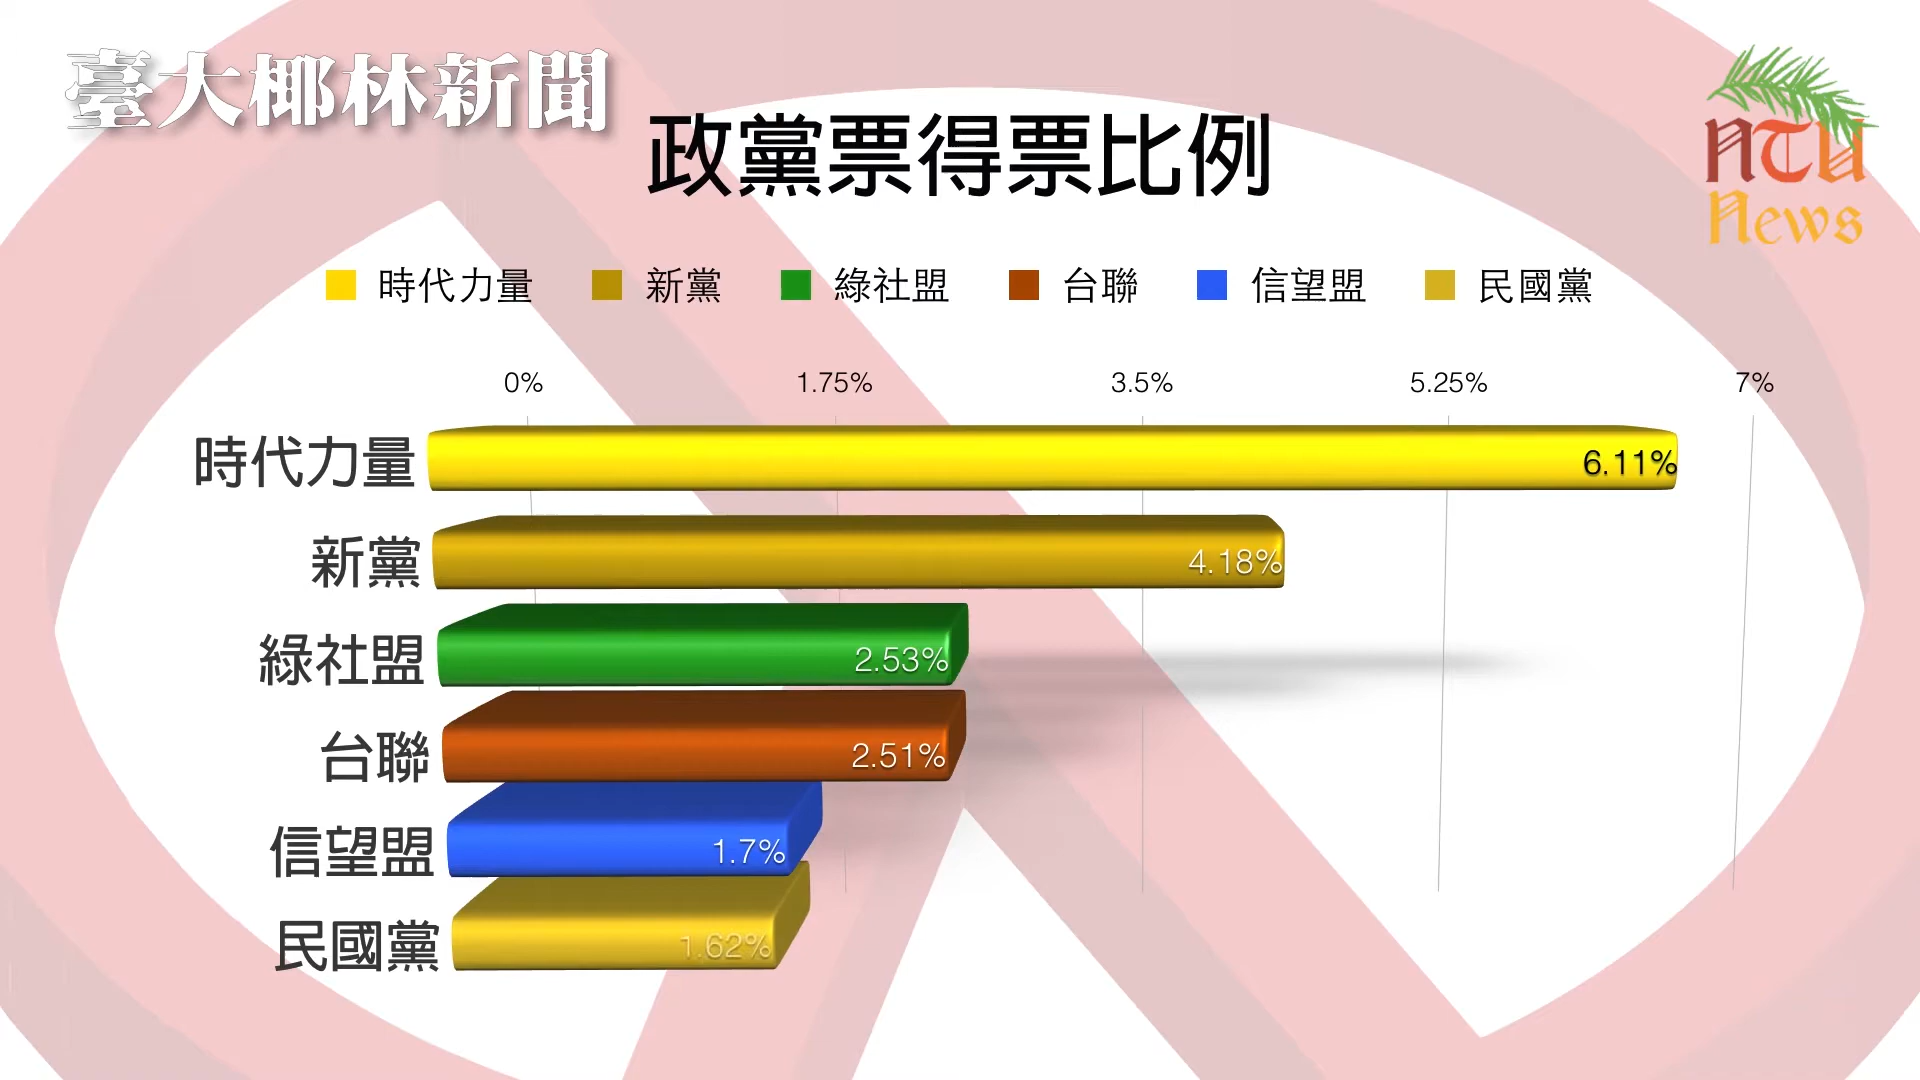 臺大椰林新聞
NTU
News
政黨票得票比例
時代力量 新黨 綠社盟 台聯 信望盟 民國黨
0% 1.75% 3.5% 5.25% 7%
時代力量 6.11%
新黨 4.18%
綠社盟 2.53%
台聯 2.51%
信望盟 1.7%
民國黨 1.62%